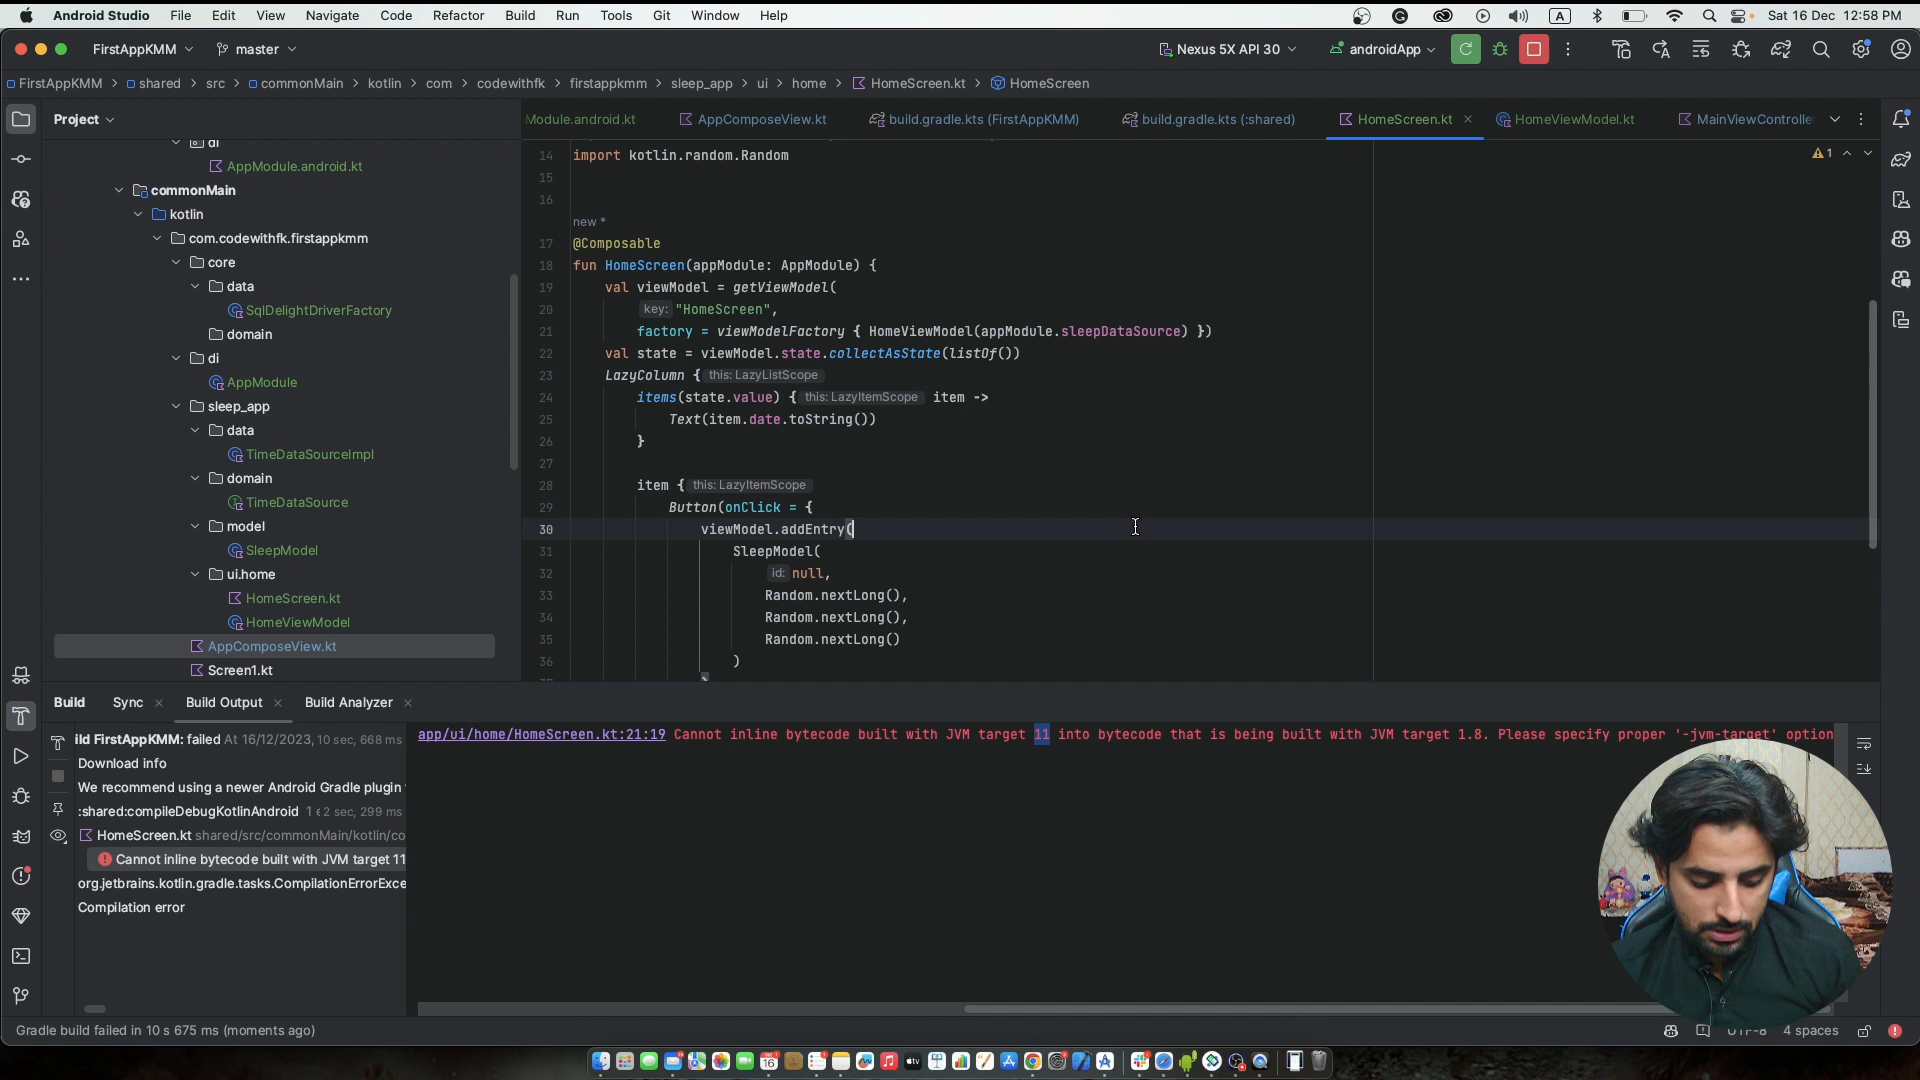 Android Studio File Edit View Navigate Code Refactor Build Run Tools Git Window Help
A Sat 16 Dec 12:58 PM
FirstAppKMM master Nexus 5X API 30 androidApp
FirstAppKMM > shared > src > commonMain > kotlin > com > codewithfk > firstappkmm > sleep_app > ui > home > HomeScreen.kt > HomeScreen
Project
Module.android.kt AppComposeView.kt build.gradle.kts (FirstAppKMM) build.gradle.kts (:shared) HomeScreen.kt HomeViewModel.kt MainViewControlle
di
AppModule.android.kt
commonMain
kotlin
com.codewithfk.firstappkmm
core
data
SqlDelightDriverFactory
domain
di
AppModule
sleep_app
data
TimeDataSourceImpl
domain
TimeDataSource
model
SleepModel
ui.home
HomeScreen.kt
HomeViewModel
AppComposeView.kt
Screen1.kt
1
14 import kotlin.random.Random
15
16
new *
17 @Composable
18 fun HomeScreen(appModule: AppModule) {
19 val viewModel = getViewModel(
20 key: "HomeScreen",
21 factory = viewModelFactory { HomeViewModel(appModule.sleepDataSource) })
22 val state = viewModel.state.collectAsState(listOf())
23 LazyColumn { this: LazyListScope
24 items(state.value) { this: LazyItemScope item ->
25 Text(item.date.toString())
26 }
27
28 item { this: LazyItemScope
29 Button(onClick = {
30 viewModel.addEntry(
31 SleepModel(
32 id: null,
33 Random.nextLong(),
34 Random.nextLong(),
35 Random.nextLong()
36 )
Build Sync Build Output Build Analyzer
ild FirstAppKMM: failed At 16/12/2023, 10 sec, 668 ms
Download info
We recommend using a newer Android Gradle plugin
:shared:compileDebugKotlinAndroid 1 e 2 sec, 299 ms
HomeScreen.kt shared/src/commonMain/kotlin/co
Cannot inline bytecode built with JVM target 11
org.jetbrains.kotlin.gradle.tasks.CompilationErrorExce
Compilation error
app/ui/home/HomeScreen.kt:21:19 Cannot inline bytecode built with JVM target 11 into bytecode that is being built with JVM target 1.8. Please specify proper '-jvm-target' option
Gradle build failed in 10 s 675 ms (moments ago)
UTF-8 4 spaces